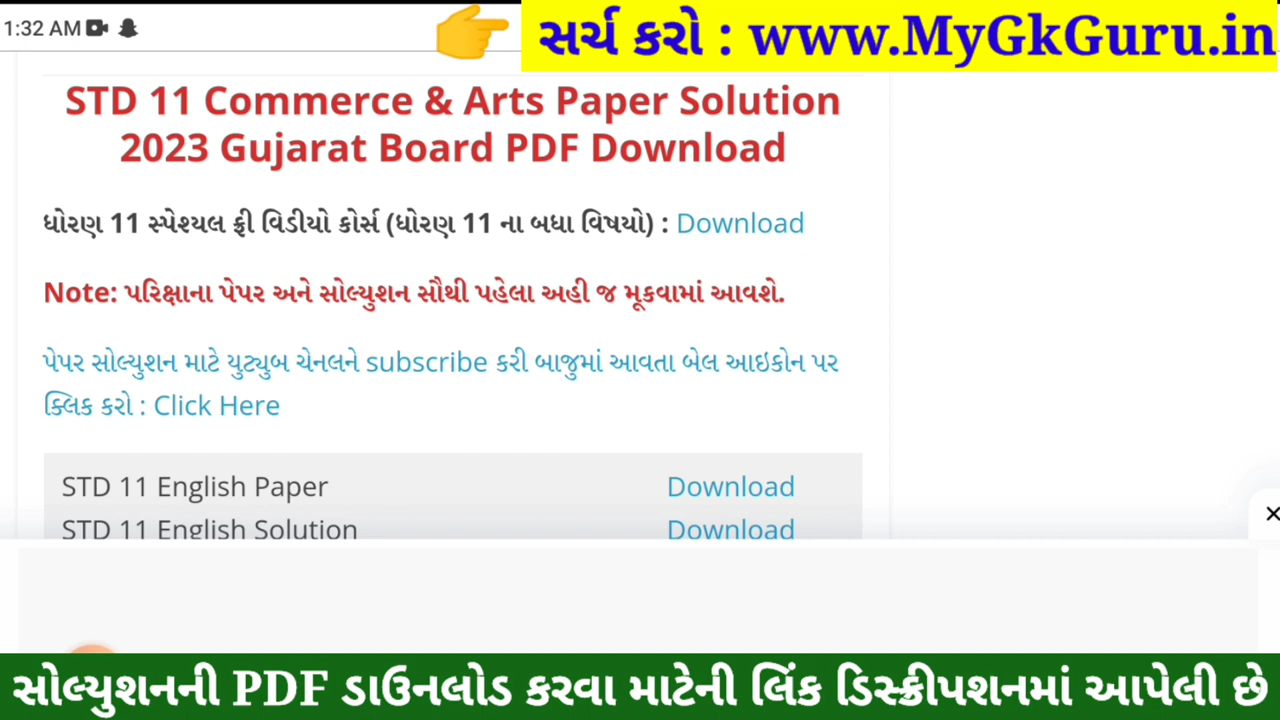 1:32 AM
સર્ચ કરો : www.MyGkGuru.in
STD 11 Commerce & Arts Paper Solution
2023 Gujarat Board PDF Download
ધોરણ 11 સ્પેશ્યલ ફ્રી વિડીયો કોર્સ (ધોરણ 11 ના બધા વિષયો) : Download
Note: પરિક્ષાના પેપર અને સોલ્યુશન સૌથી પહેલા અહી જ મૂકવામાં આવશે.
પેપર સોલ્યુશન માટે યુટ્યુબ ચેનલને subscribe કરી બાજુમાં આવતા બેલ આઇકોન પર
ક્લિક કરો : Click Here
STD 11 English Paper Download
STD 11 English Solution Download
સોલ્યુશનની PDF ડાઉનલોડ કરવા માટેની લિંક ડિસ્ક્રીપશનમાં આપેલી છે